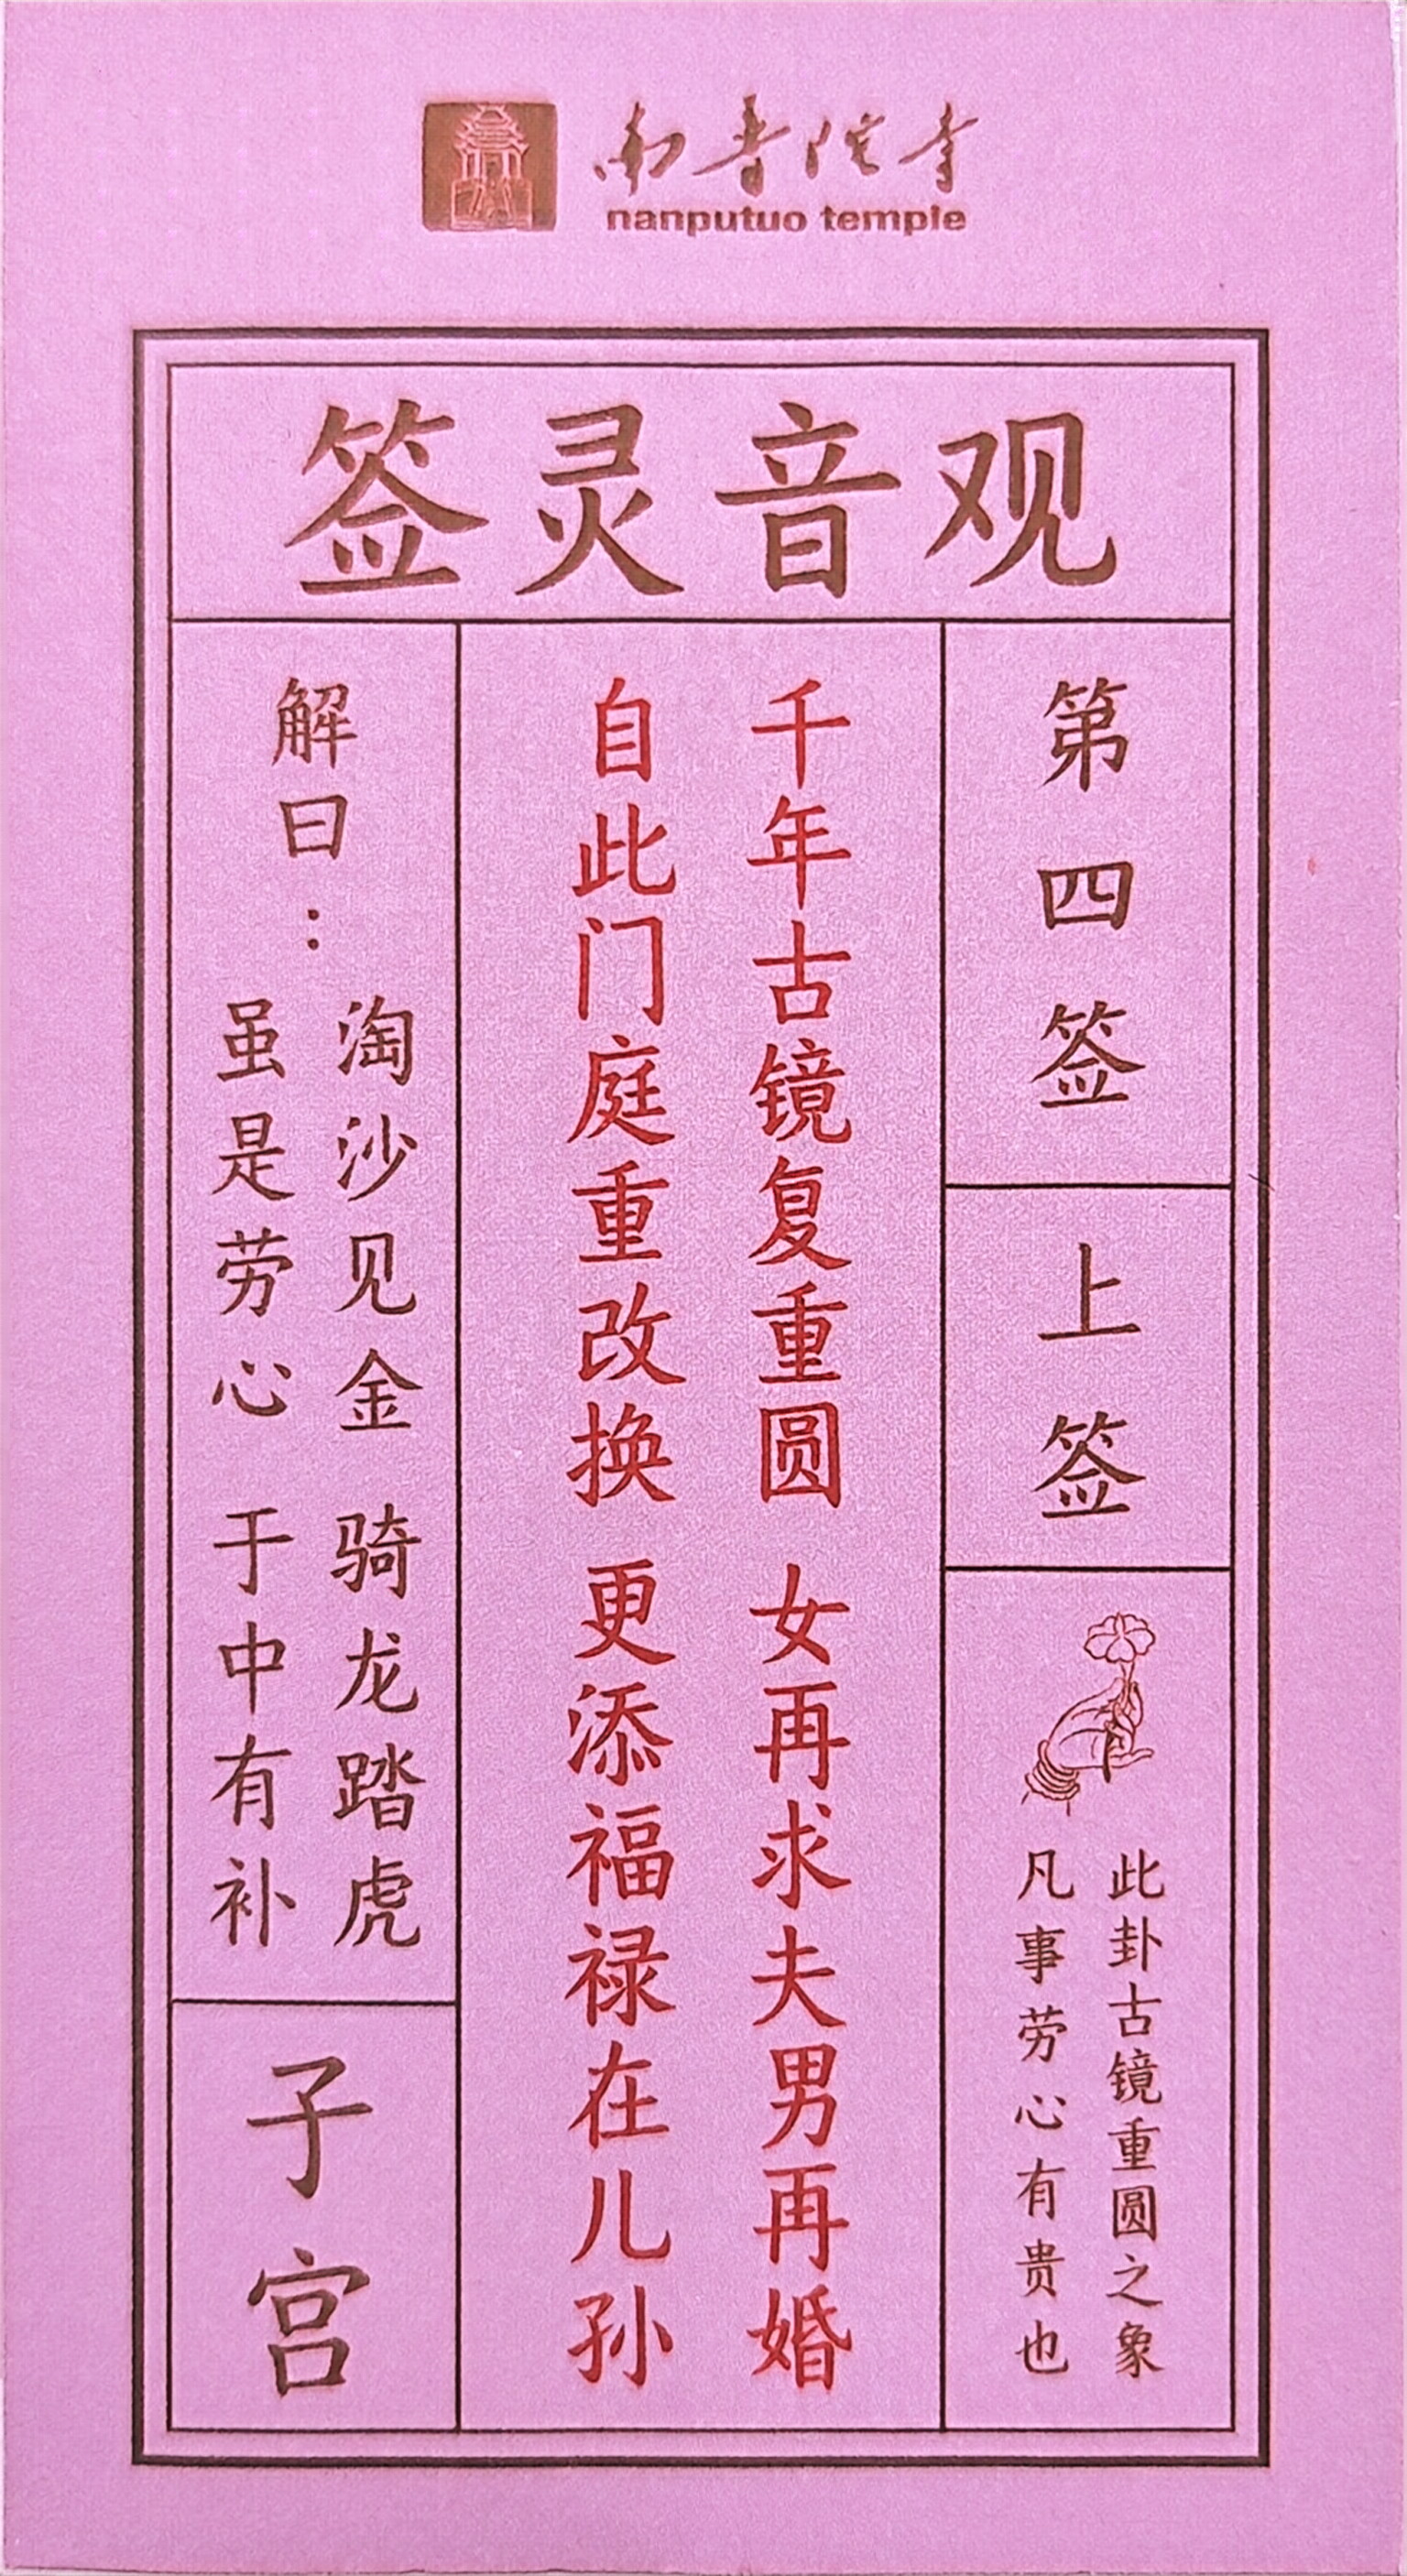 南普陀寺
nanputuo temple
观音灵签
第四签
上签
此卦古镜重圆之象
凡事劳心有贵也
千年古镜复重圆 女再求夫男再婚
自此门庭重改换 更添福禄在儿孙
解曰：
淘沙见金 骑龙踏虎
虽是劳心 于中有补
子宫